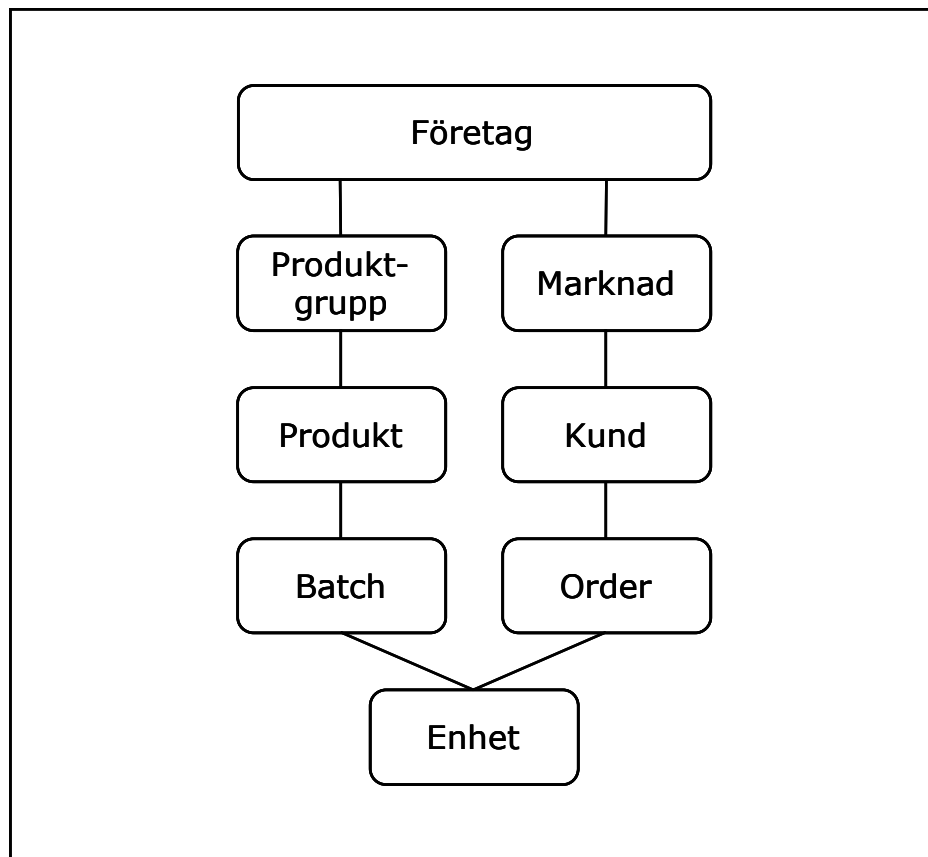 Företag
Produkt-
grupp
Marknad
Produkt
Kund
Batch
Order
Enhet